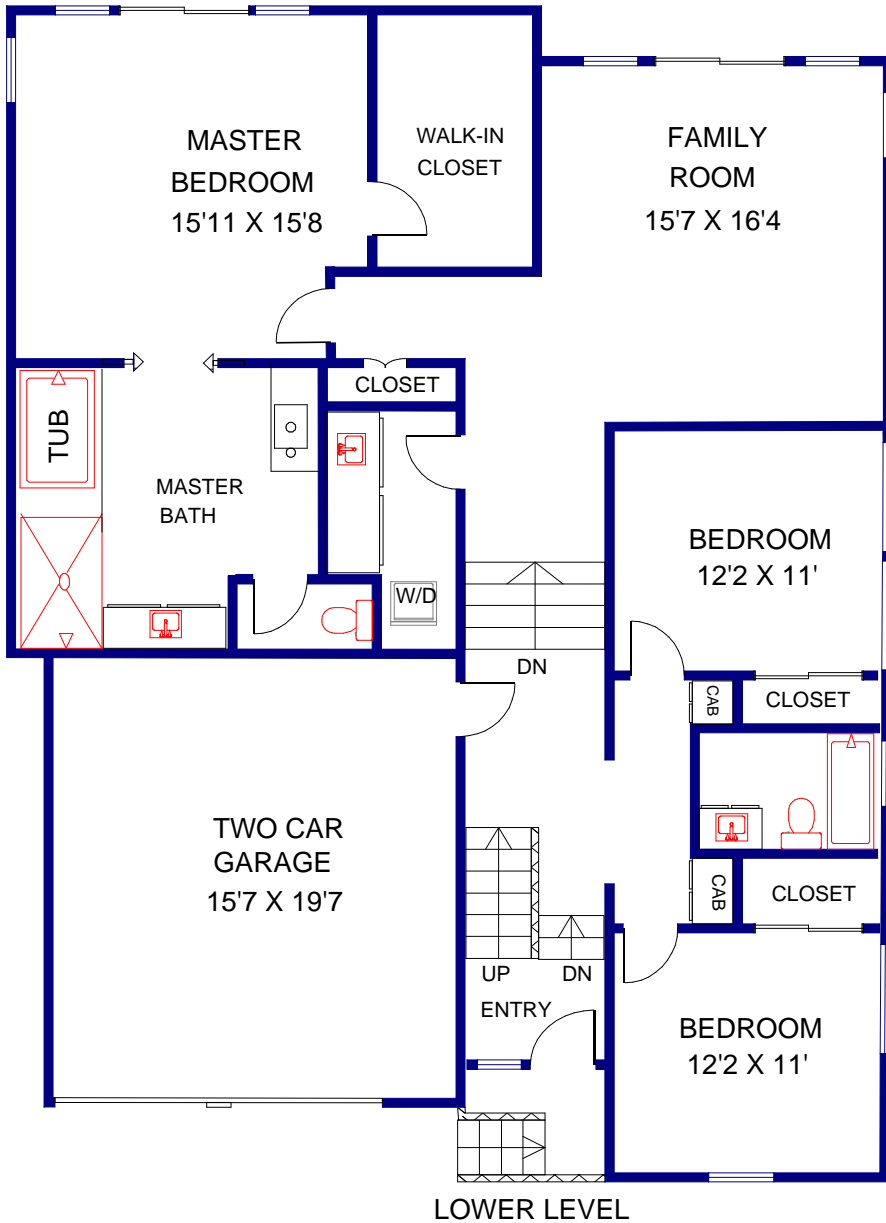 MASTER
BEDROOM
15'11 X 15'8
WALK-IN
CLOSET
FAMILY
ROOM
15'7 X 16'4
CLOSET
TUB
MASTER
BATH
W/D
BEDROOM
12'2 X 11'
DN
CAB
CLOSET
TWO CAR
GARAGE
15'7 X 19'7
CAB
CLOSET
UP
DN
ENTRY
BEDROOM
12'2 X 11'
LOWER LEVEL